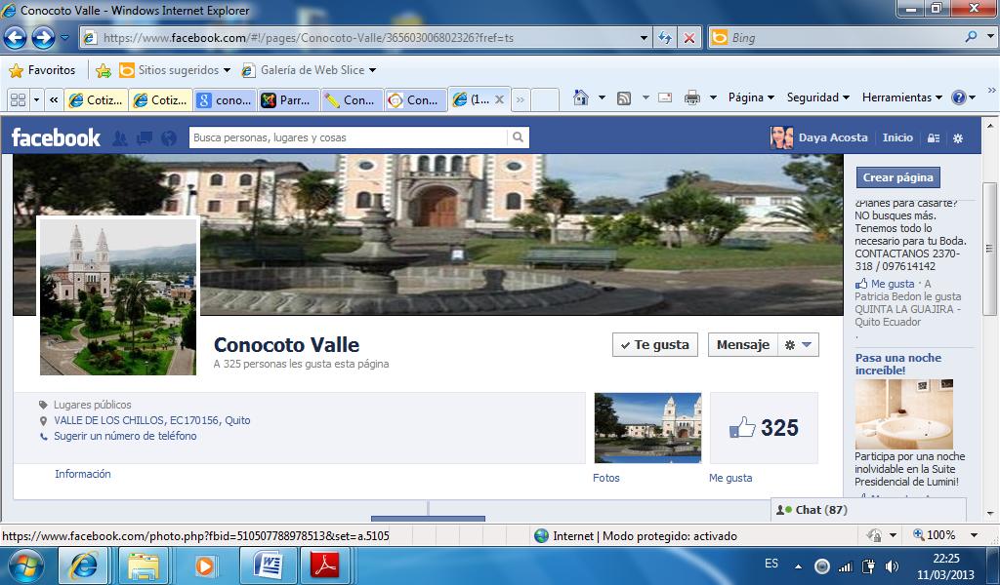 Conocoto Valle - Windows Internet Explorer
https://www.facebook.com/#!/pages/Conocoto-Valle/365603006802326?fref=ts
Bing
Favoritos
Sitios sugeridos
Galería de Web Slice
Cotiz...
Cotiz...
cono...
Parr...
Con...
Con...
(1...
Página
Seguridad
Herramientas
facebook
Busca personas, lugares y cosas
Daya Acosta
Inicio
Crear página
¿Planes para casarte?
NO busques más.
Tenemos todo lo
necesario para tu Boda.
CONTACTANOS 2370-
318 / 097614142
Me gusta · A
Patricia Bedon le gusta
QUINTA LA GUAJIRA -
Quito Ecuador
.
Conocoto Valle
A 325 personas les gusta esta página
Te gusta
Mensaje
Pasa una noche
increíble!
Participa por una noche
inolvidable en la Suite
Presidencial de Lumini!
Lugares públicos
VALLE DE LOS CHILLOS, EC170156, Quito
Sugerir un número de teléfono
Información
325
Fotos
Me gusta
Chat (87)
https://www.facebook.com/photo.php?fbid=510507788978513&set=a.5105
Internet | Modo protegido: activado
100%
ES
22:25
11/03/2013